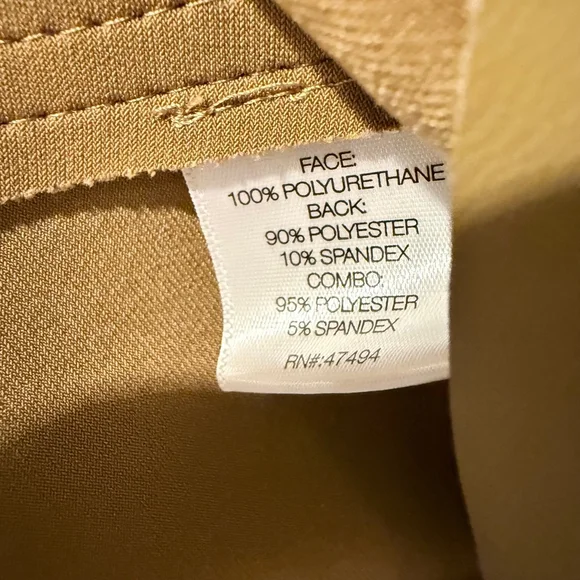 FACE:
100% POLYURETHANE
BACK:
90% POLYESTER
10% SPANDEX
COMBO:
95% POLYESTER
5% SPANDEX
RN#:47494